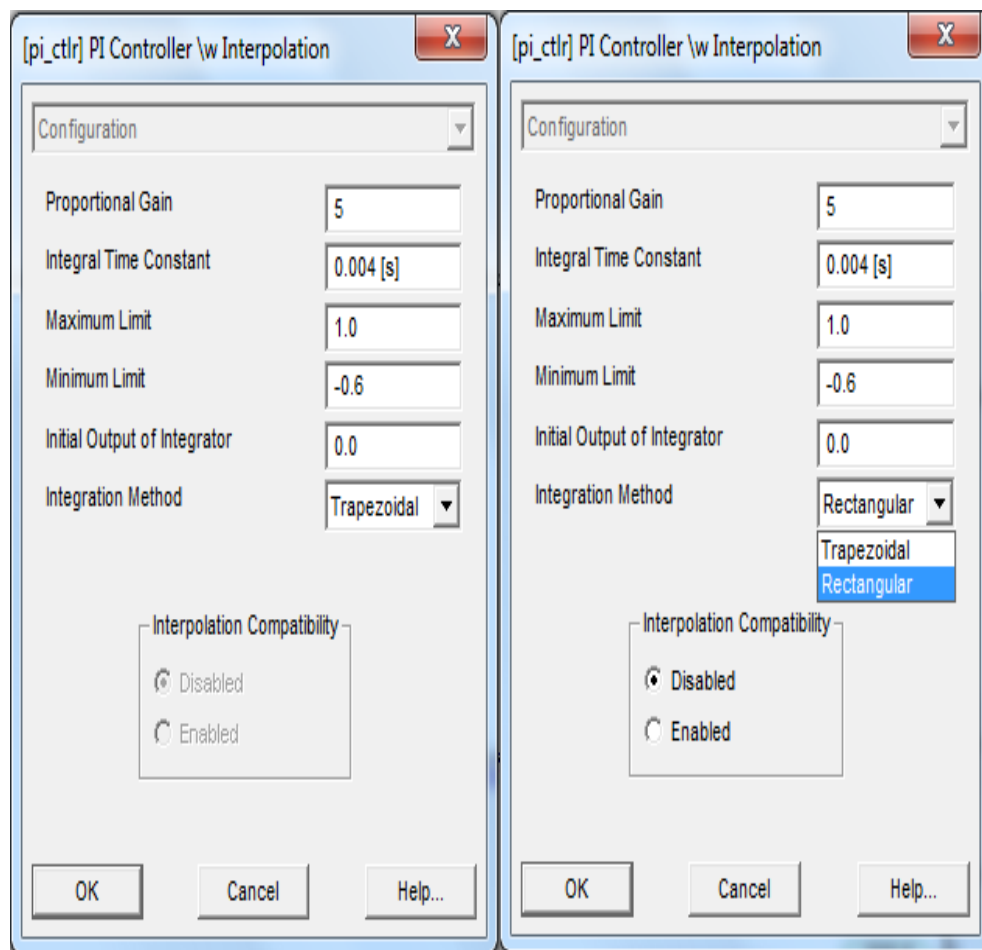 [pi_ctlr] PI Controller \w Interpolation
X
Configuration
Proportional Gain
5
Integral Time Constant
0.004 [s]
Maximum Limit
1.0
Minimum Limit
-0.6
Initial Output of Integrator
0.0
Integration Method
Trapezoidal
Interpolation Compatibility
Disabled
Enabled
OK
Cancel
Help...
[pi_ctlr] PI Controller \w Interpolation
X
Configuration
Proportional Gain
5
Integral Time Constant
0.004 [s]
Maximum Limit
1.0
Minimum Limit
-0.6
Initial Output of Integrator
0.0
Integration Method
Rectangular
Trapezoidal
Rectangular
Interpolation Compatibility
Disabled
Enabled
OK
Cancel
Help...